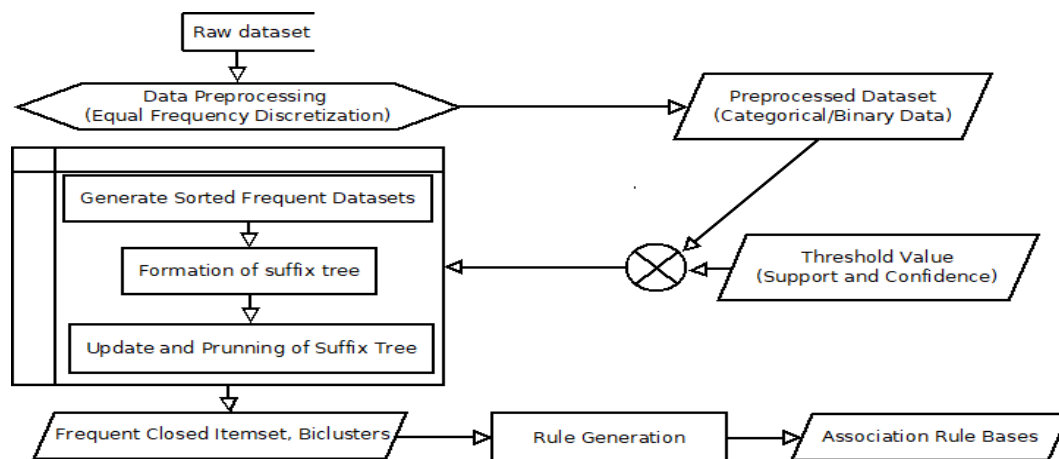 Raw dataset
Data Preprocessing
(Equal Frequency Discretization)
Preprocessed Dataset
(Categorical/Binary Data)
Generate Sorted Frequent Datasets
Formation of suffix tree
Threshold Value
(Support and Confidence)
Update and Prunning of Suffix Tree
Frequent Closed Itemset, Biclusters
Rule Generation
Association Rule Bases